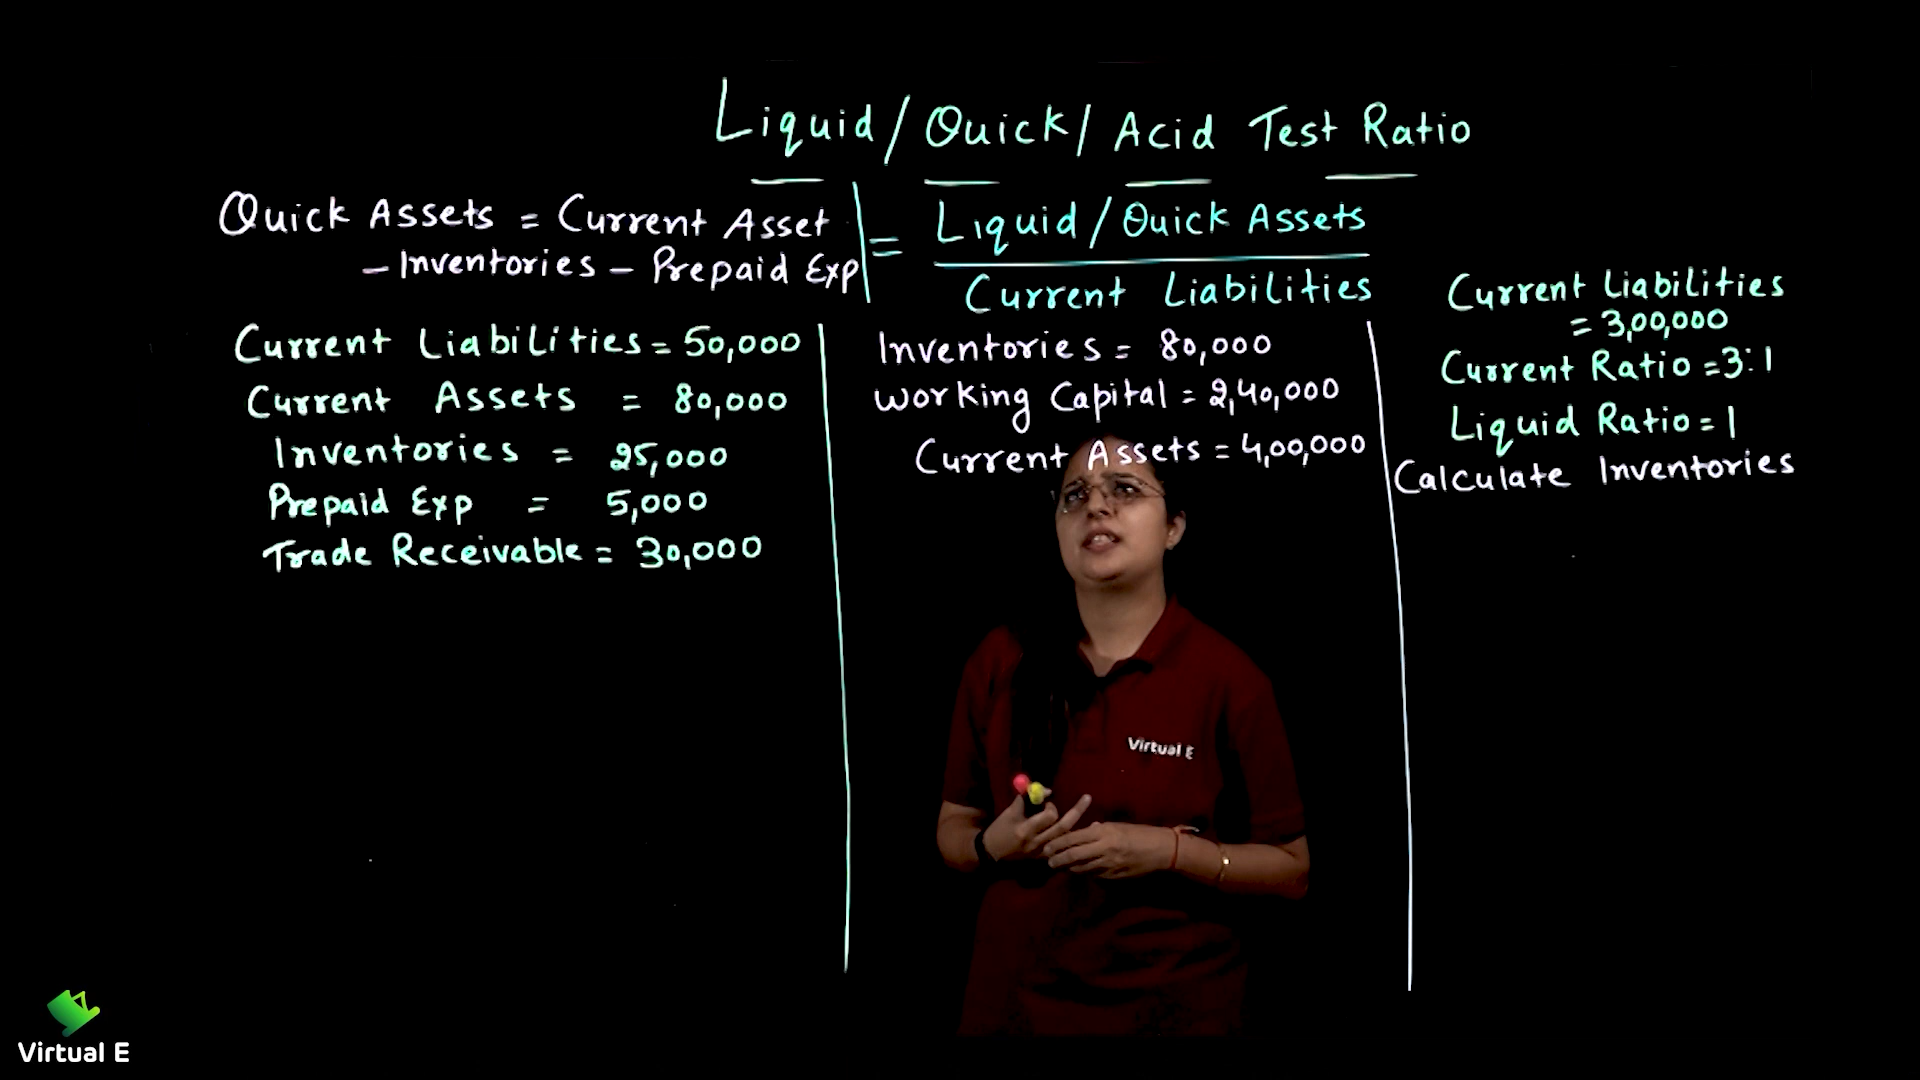 Liquid/Quick/Acid Test Ratio
Quick Assets = Current Asset
- Inventories - Prepaid Exp
= Liquid/Quick Assets
Current Liabilities
Current Liabilities = 50,000
Current Assets = 80,000
Inventories = 25,000
Prepaid Exp = 5,000
Trade Receivable = 30,000
Inventories = 80,000
Working Capital = 2,40,000
Current Assets = 4,00,000
Current Liabilities
= 3,00,000
Current Ratio = 3:1
Liquid Ratio = 1
Calculate Inventories
Virtual E
Virtual E